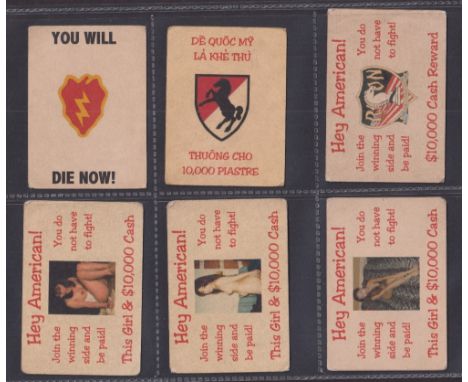 YOU WILL
DIE NOW!
DẾ QUỐC MỸ
LÀ KHẺ THÙ
THUỒNG CHO
10,000 PIASTRE
Hey American!
Join the
winning
side and
be paid!
You do
not have
to fight!
$10,000 Cash Reward
Hey American!
Join the
winning
side and
be paid!
You do
not have
to fight!
This Girl & $10,000 Cash
Hey American!
Join the
winning
side and
be paid!
You do
not have
to fight!
This Girl & $10,000 Cash
Hey American!
Join the
winning
side and
be paid!
You do
not have
to fight!
This Girl & $10,000 Cash